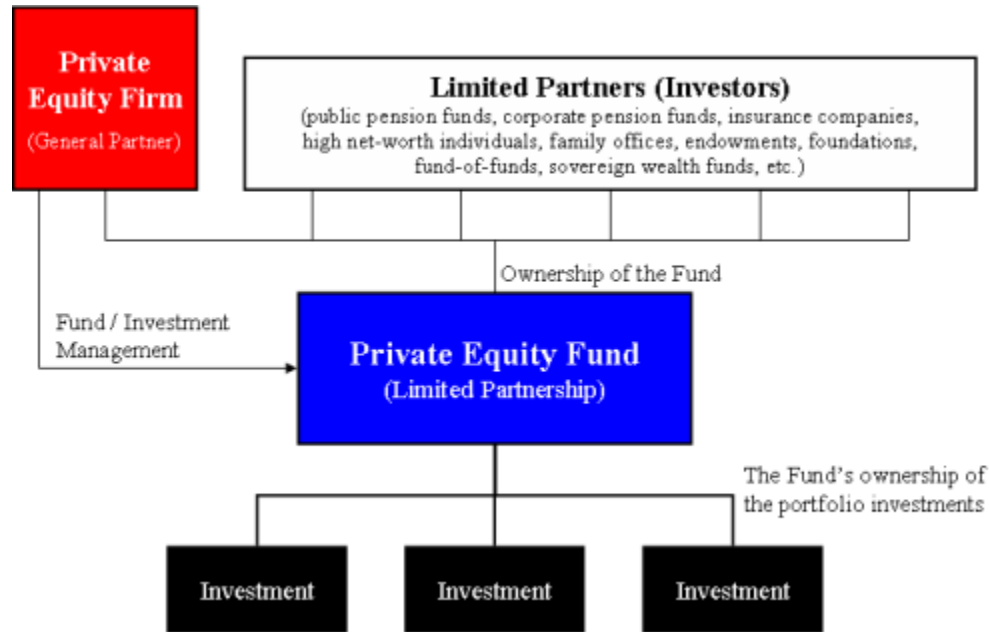 Private
Equity Firm
(General Partner)
Limited Partners (Investors)
(public pension funds, corporate pension funds, insurance companies,
high net-worth individuals, family offices, endowments, foundations,
fund-of-funds, sovereign wealth funds, etc.)
Ownership of the Fund
Fund / Investment
Management
Private Equity Fund
(Limited Partnership)
The Fund's ownership of
the portfolio investments
Investment
Investment
Investment